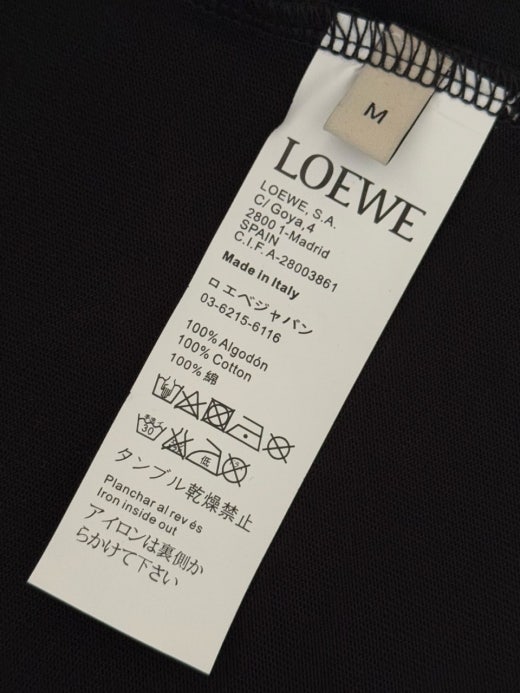 M
LOEWE
LOEWE, S.A.
C/ Goya,4
2800 1-Madrid
SPAIN
C.I.F. A-28003861
Made in Italy
ロエベジャパン
03-6215-6116
100% Algodón
100% Cotton
100% 綿
30
低
タンブル乾燥禁止
Planchar al rev és
Iron inside out
アイロンは裏側か
らかけて下さい